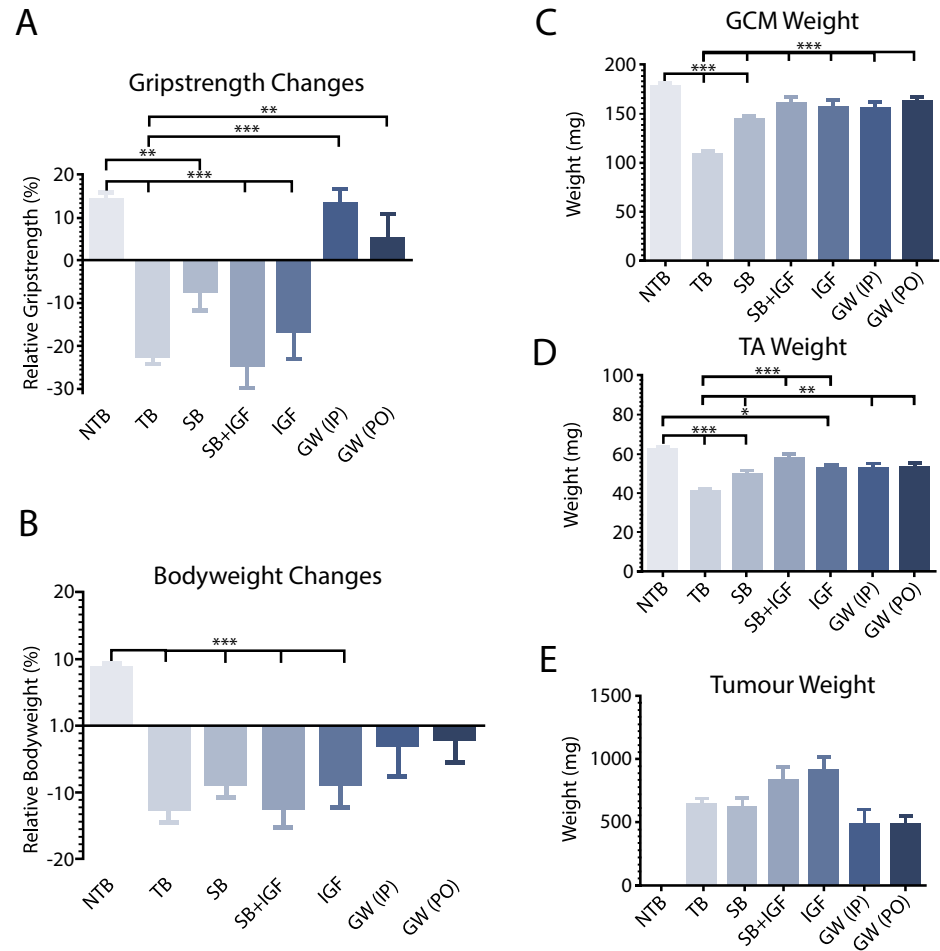 A
Gripstrength Changes
**
***
**
***
Relative Gripstrength (%)
20
10
0
-10
-20
-30
NTB
TB
SB
SB+IGF
IGF
GW (IP)
GW (PO)
B
Bodyweight Changes
***
Relative Bodyweight (%)
20
10
1.0
-10
-20
NTB
TB
SB
SB+IGF
IGF
GW (IP)
GW (PO)
C
GCM Weight
***
***
Weight (mg)
200
150
100
50
0
NTB
TB
SB
SB+IGF
IGF
GW (IP)
GW (PO)
D
TA Weight
***
**
*
***
Weight (mg)
100
80
60
40
20
0
NTB
TB
SB
SB+IGF
IGF
GW (IP)
GW (PO)
E
Tumour Weight
Weight (mg)
1500
1000
500
0
NTB
TB
SB
SB+IGF
IGF
GW (IP)
GW (PO)